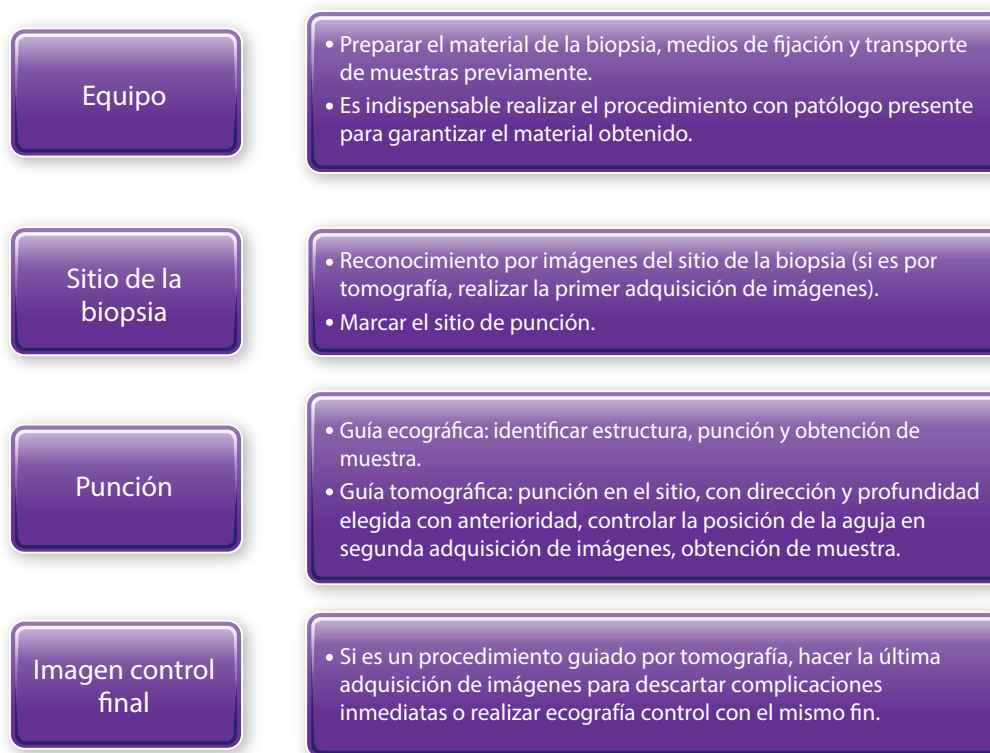 Equipo
• Preparar el material de la biopsia, medios de fijación y transporte
de muestras previamente.
• Es indispensable realizar el procedimiento con patólogo presente
para garantizar el material obtenido.
Sitio de la
biopsia
• Reconocimiento por imágenes del sitio de la biopsia (si es por
tomografía, realizar la primer adquisición de imágenes).
• Marcar el sitio de punción.
Punción
• Guía ecográfica: identificar estructura, punción y obtención de
muestra.
• Guía tomográfica: punción en el sitio, con dirección y profundidad
elegida con anterioridad, controlar la posición de la aguja en
segunda adquisición de imágenes, obtención de muestra.
Imagen control
final
• Si es un procedimiento guiado por tomografía, hacer la última
adquisición de imágenes para descartar complicaciones
inmediatas o realizar ecografía control con el mismo fin.